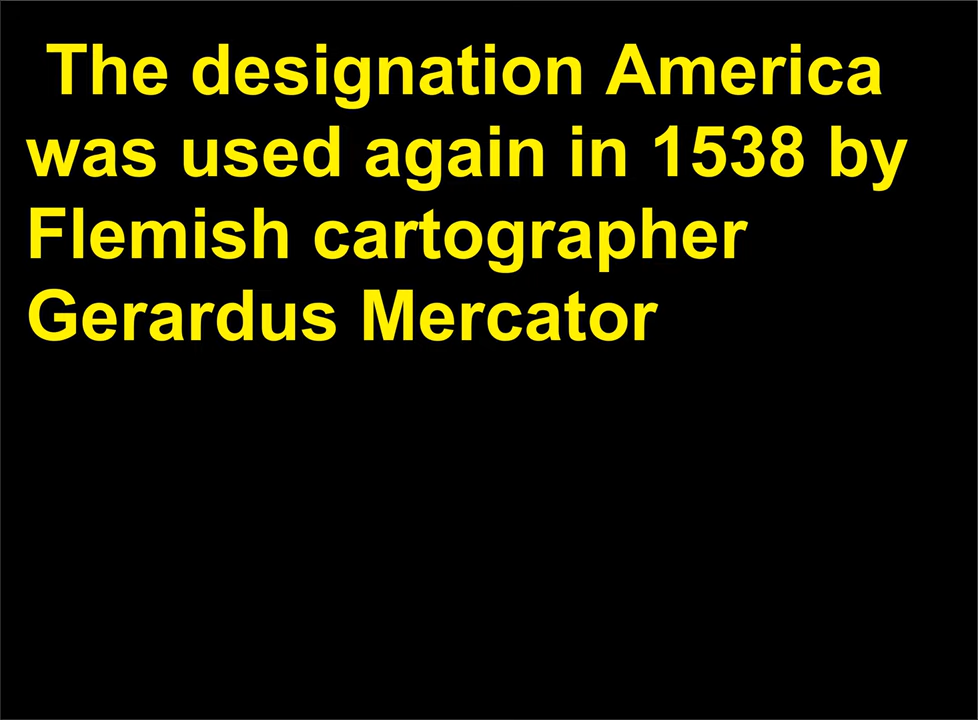 The designation America
was used again in 1538 by
Flemish cartographer
Gerardus Mercator